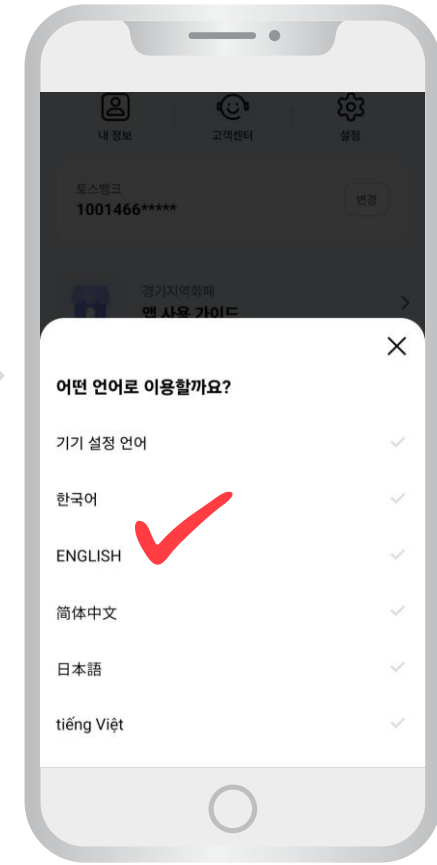 내 정보
고객센터
설정
토스뱅크
1001466*****
변경
경기지역화폐
앱 사용 가이드
어떤 언어로 이용할까요?
기기 설정 언어
한국어
ENGLISH
简体中文
日本語
tiếng Việt